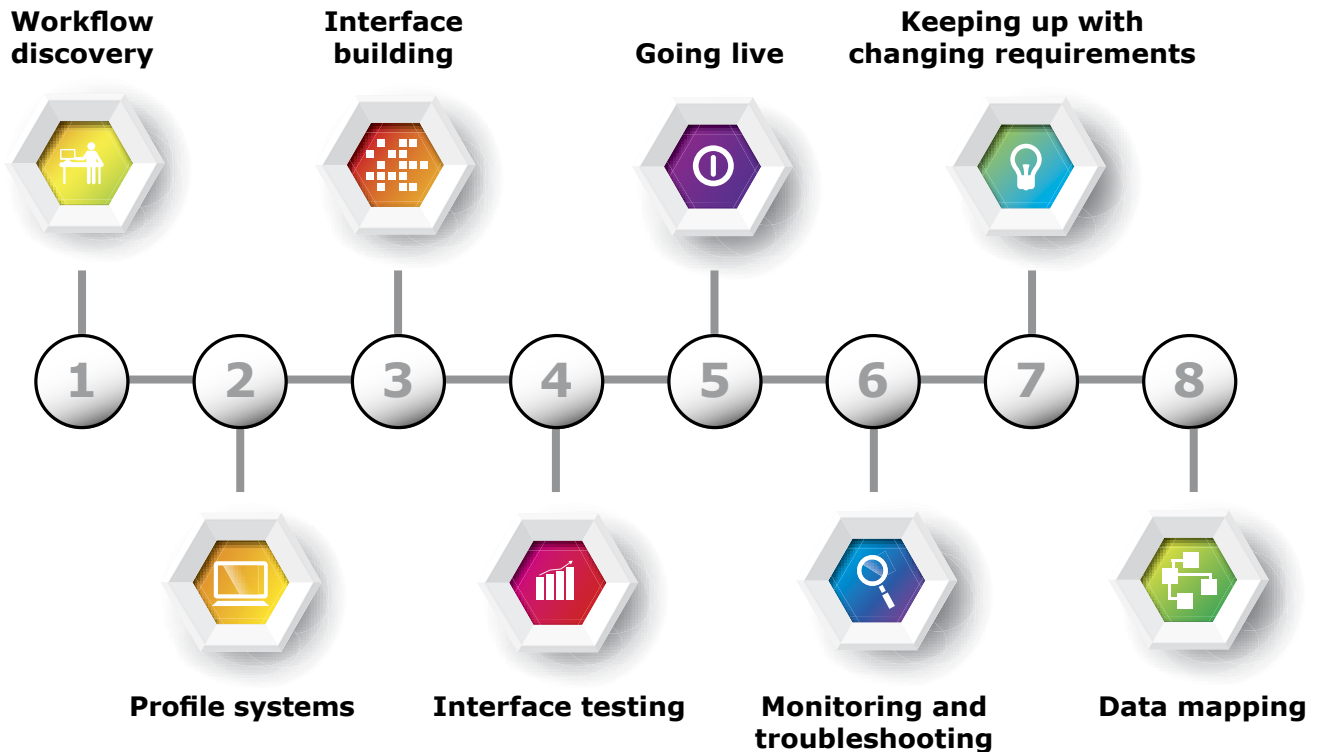 Workflow
discovery
Interface
building
Going live
Keeping up with
changing requirements
1
2
3
4
5
6
7
8
Profile systems
Interface testing
Monitoring and
troubleshooting
Data mapping